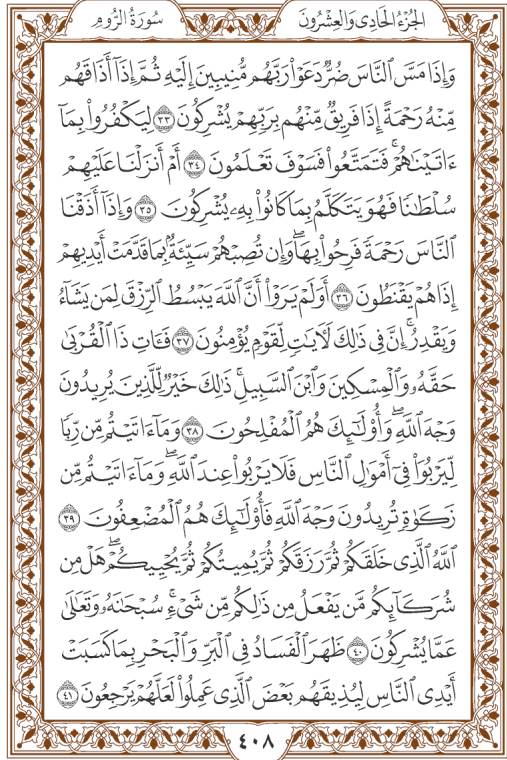 الجُزْءُ الحَادِي وَالعِشْرُونَ
سُورَةُ الرُّومِ
وَإِذَا مَسَّ ٱلنَّاسَ ضُرٌّ دَعَوۡاْ رَبَّهُم مُّنِيبِينَ إِلَيۡهِ ثُمَّ إِذَآ أَذَاقَهُم
مِّنۡهُ رَحۡمَةً إِذَا فَرِيقٌ مِّنۡهُم بِرَبِّهِمۡ يُشۡرِكُونَ ٣٣ لِيَكۡفُرُواْ بِمَآ
ءَاتَيۡنَٰهُمۡۚ فَتَمَتَّعُواْ فَسَوۡفَ تَعۡلَمُونَ ٣٤ أَمۡ أَنزَلۡنَا عَلَيۡهِمۡ
سُلۡطَٰنًا فَهُوَ يَتَكَلَّمُ بِمَا كَانُواْ بِهِۦ يُشۡرِكُونَ ٣٥ وَإِذَآ أَذَقۡنَا
ٱلنَّاسَ رَحۡمَةً فَرِحُواْ بِهَاۖ وَإِن تُصِبۡهُمۡ سَيِّئَةُۢ بِمَا قَدَّمَتۡ أَيۡدِيهِمۡ
إِذَا هُمۡ يَقۡنَطُونَ ٣٦ أَوَلَمۡ يَرَوۡاْ أَنَّ ٱللَّهَ يَبۡسُطُ ٱلرِّزۡقَ لِمَن يَشَآءُ
وَيَقۡدِرُۚ إِنَّ فِي ذَٰلِكَ لَأٓيَٰتٍ لِّقَوۡمٍ يُؤۡمِنُونَ ٣٧ فَـَٔاتِ ذَا ٱلۡقُرۡبَىٰ
حَقَّهُۥ وَٱلۡمِسۡكِينَ وَٱبۡنَ ٱلسَّبِيلِۚ ذَٰلِكَ خَيۡرٌ لِّلَّذِينَ يُرِيدُونَ
وَجۡهَ ٱللَّهِۖ وَأُوْلَٰٓئِكَ هُمُ ٱلۡمُفۡلِحُونَ ٣٨ وَمَآ ءَاتَيۡتُم مِّن رِّبٗا
لِّيَرۡبُوَاْ فِيٓ أَمۡوَٰلِ ٱلنَّاسِ فَلَا يَرۡبُواْ عِندَ ٱللَّهِۖ وَمَآ ءَاتَيۡتُم مِّن
زَكَوٰةٍ تُرِيدُونَ وَجۡهَ ٱللَّهِ فَأُوْلَٰٓئِكَ هُمُ ٱلۡمُضۡعِفُونَ ٣٩
ٱللَّهُ ٱلَّذِي خَلَقَكُمۡ ثُمَّ رَزَقَكُمۡ ثُمَّ يُمِيتُكُمۡ ثُمَّ يُحۡيِيكُمۡۖ هَلۡ مِن
شُرَكَآئِكُم مَّن يَفۡعَلُ مِن ذَٰلِكُم مِّن شَيۡءٍۚ سُبۡحَٰنَهُۥ وَتَعَٰلَىٰ
عَمَّا يُشۡرِكُونَ ٤٠ ظَهَرَ ٱلۡفَسَادُ فِي ٱلۡبَرِّ وَٱلۡبَحۡرِ بِمَا كَسَبَتۡ
أَيۡدِي ٱلنَّاسِ لِيُذِيقَهُم بَعۡضَ ٱلَّذِي عَمِلُواْ لَعَلَّهُمۡ يَرۡجِعُونَ ٤١
٤٠٨